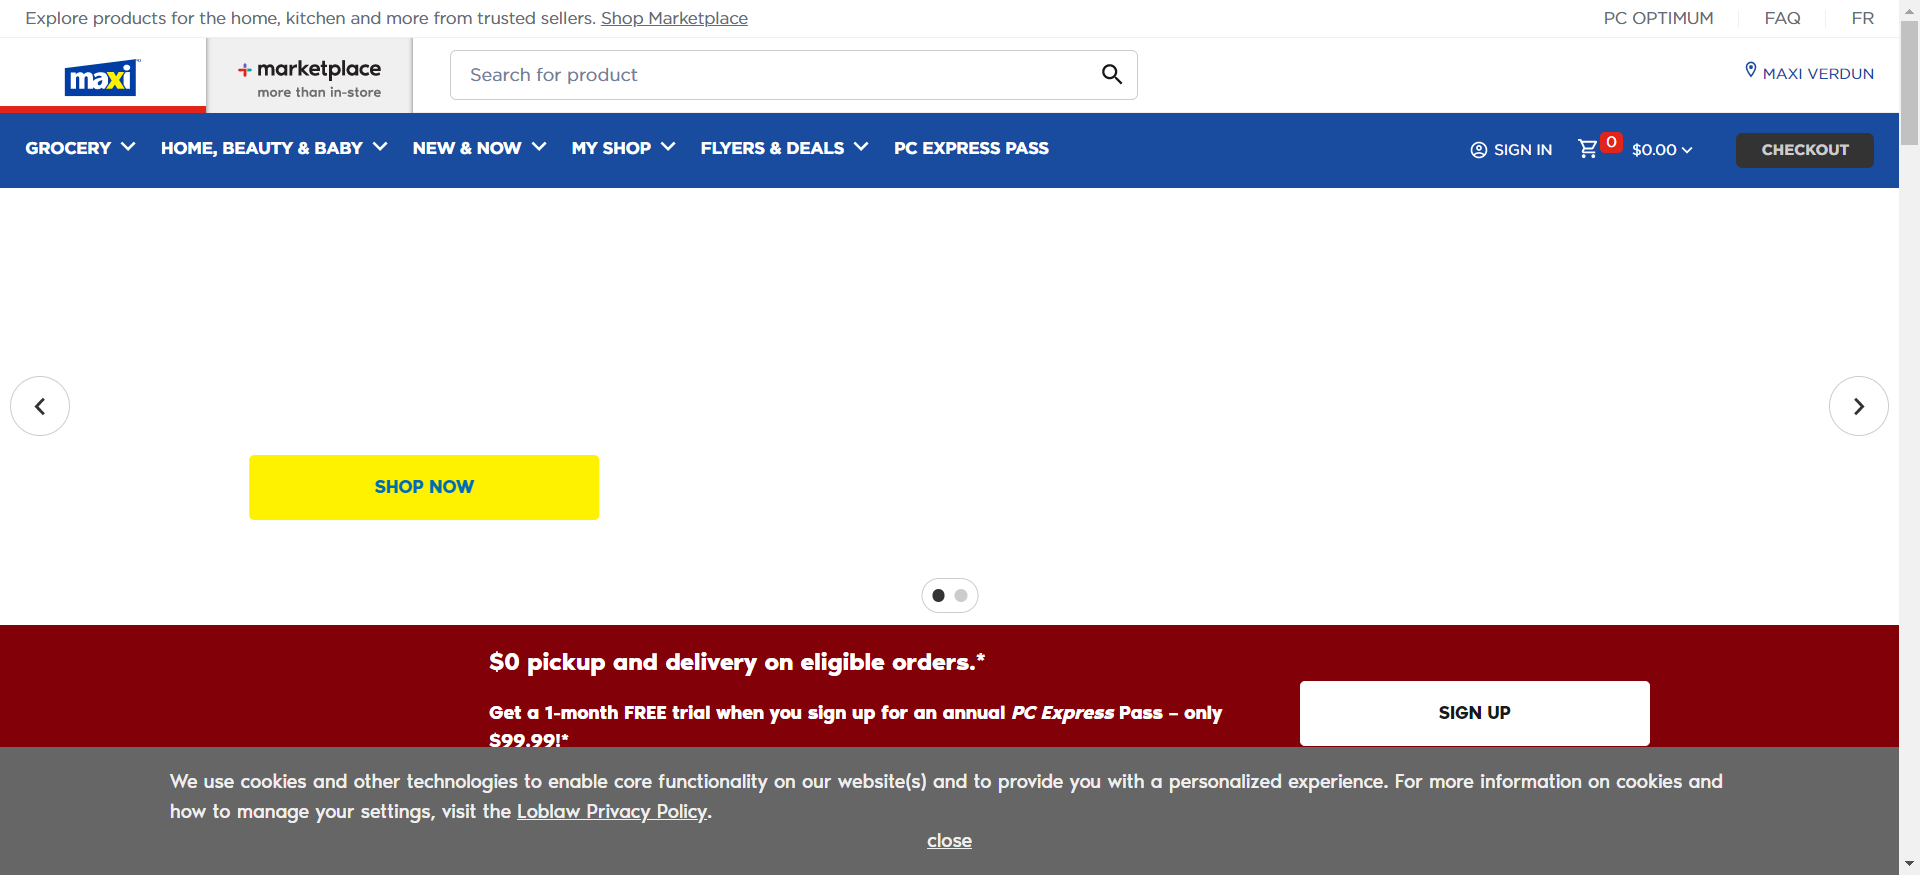 Explore products for the home, kitchen and more from trusted sellers. Shop Marketplace
PC OPTIMUM
FAQ
FR
maxi
marketplace
more than in-store
Search for product
MAXI VERDUN
GROCERY
HOME, BEAUTY & BABY
NEW & NOW
MY SHOP
FLYERS & DEALS
PC EXPRESS PASS
SIGN IN
0
$0.00
CHECKOUT
SHOP NOW
$0 pickup and delivery on eligible orders.*
Get a 1-month FREE trial when you sign up for an annual PC Express Pass – only
$99.99!*
SIGN UP
We use cookies and other technologies to enable core functionality on our website(s) and to provide you with a personalized experience. For more information on cookies and
how to manage your settings, visit the Loblaw Privacy Policy.
close